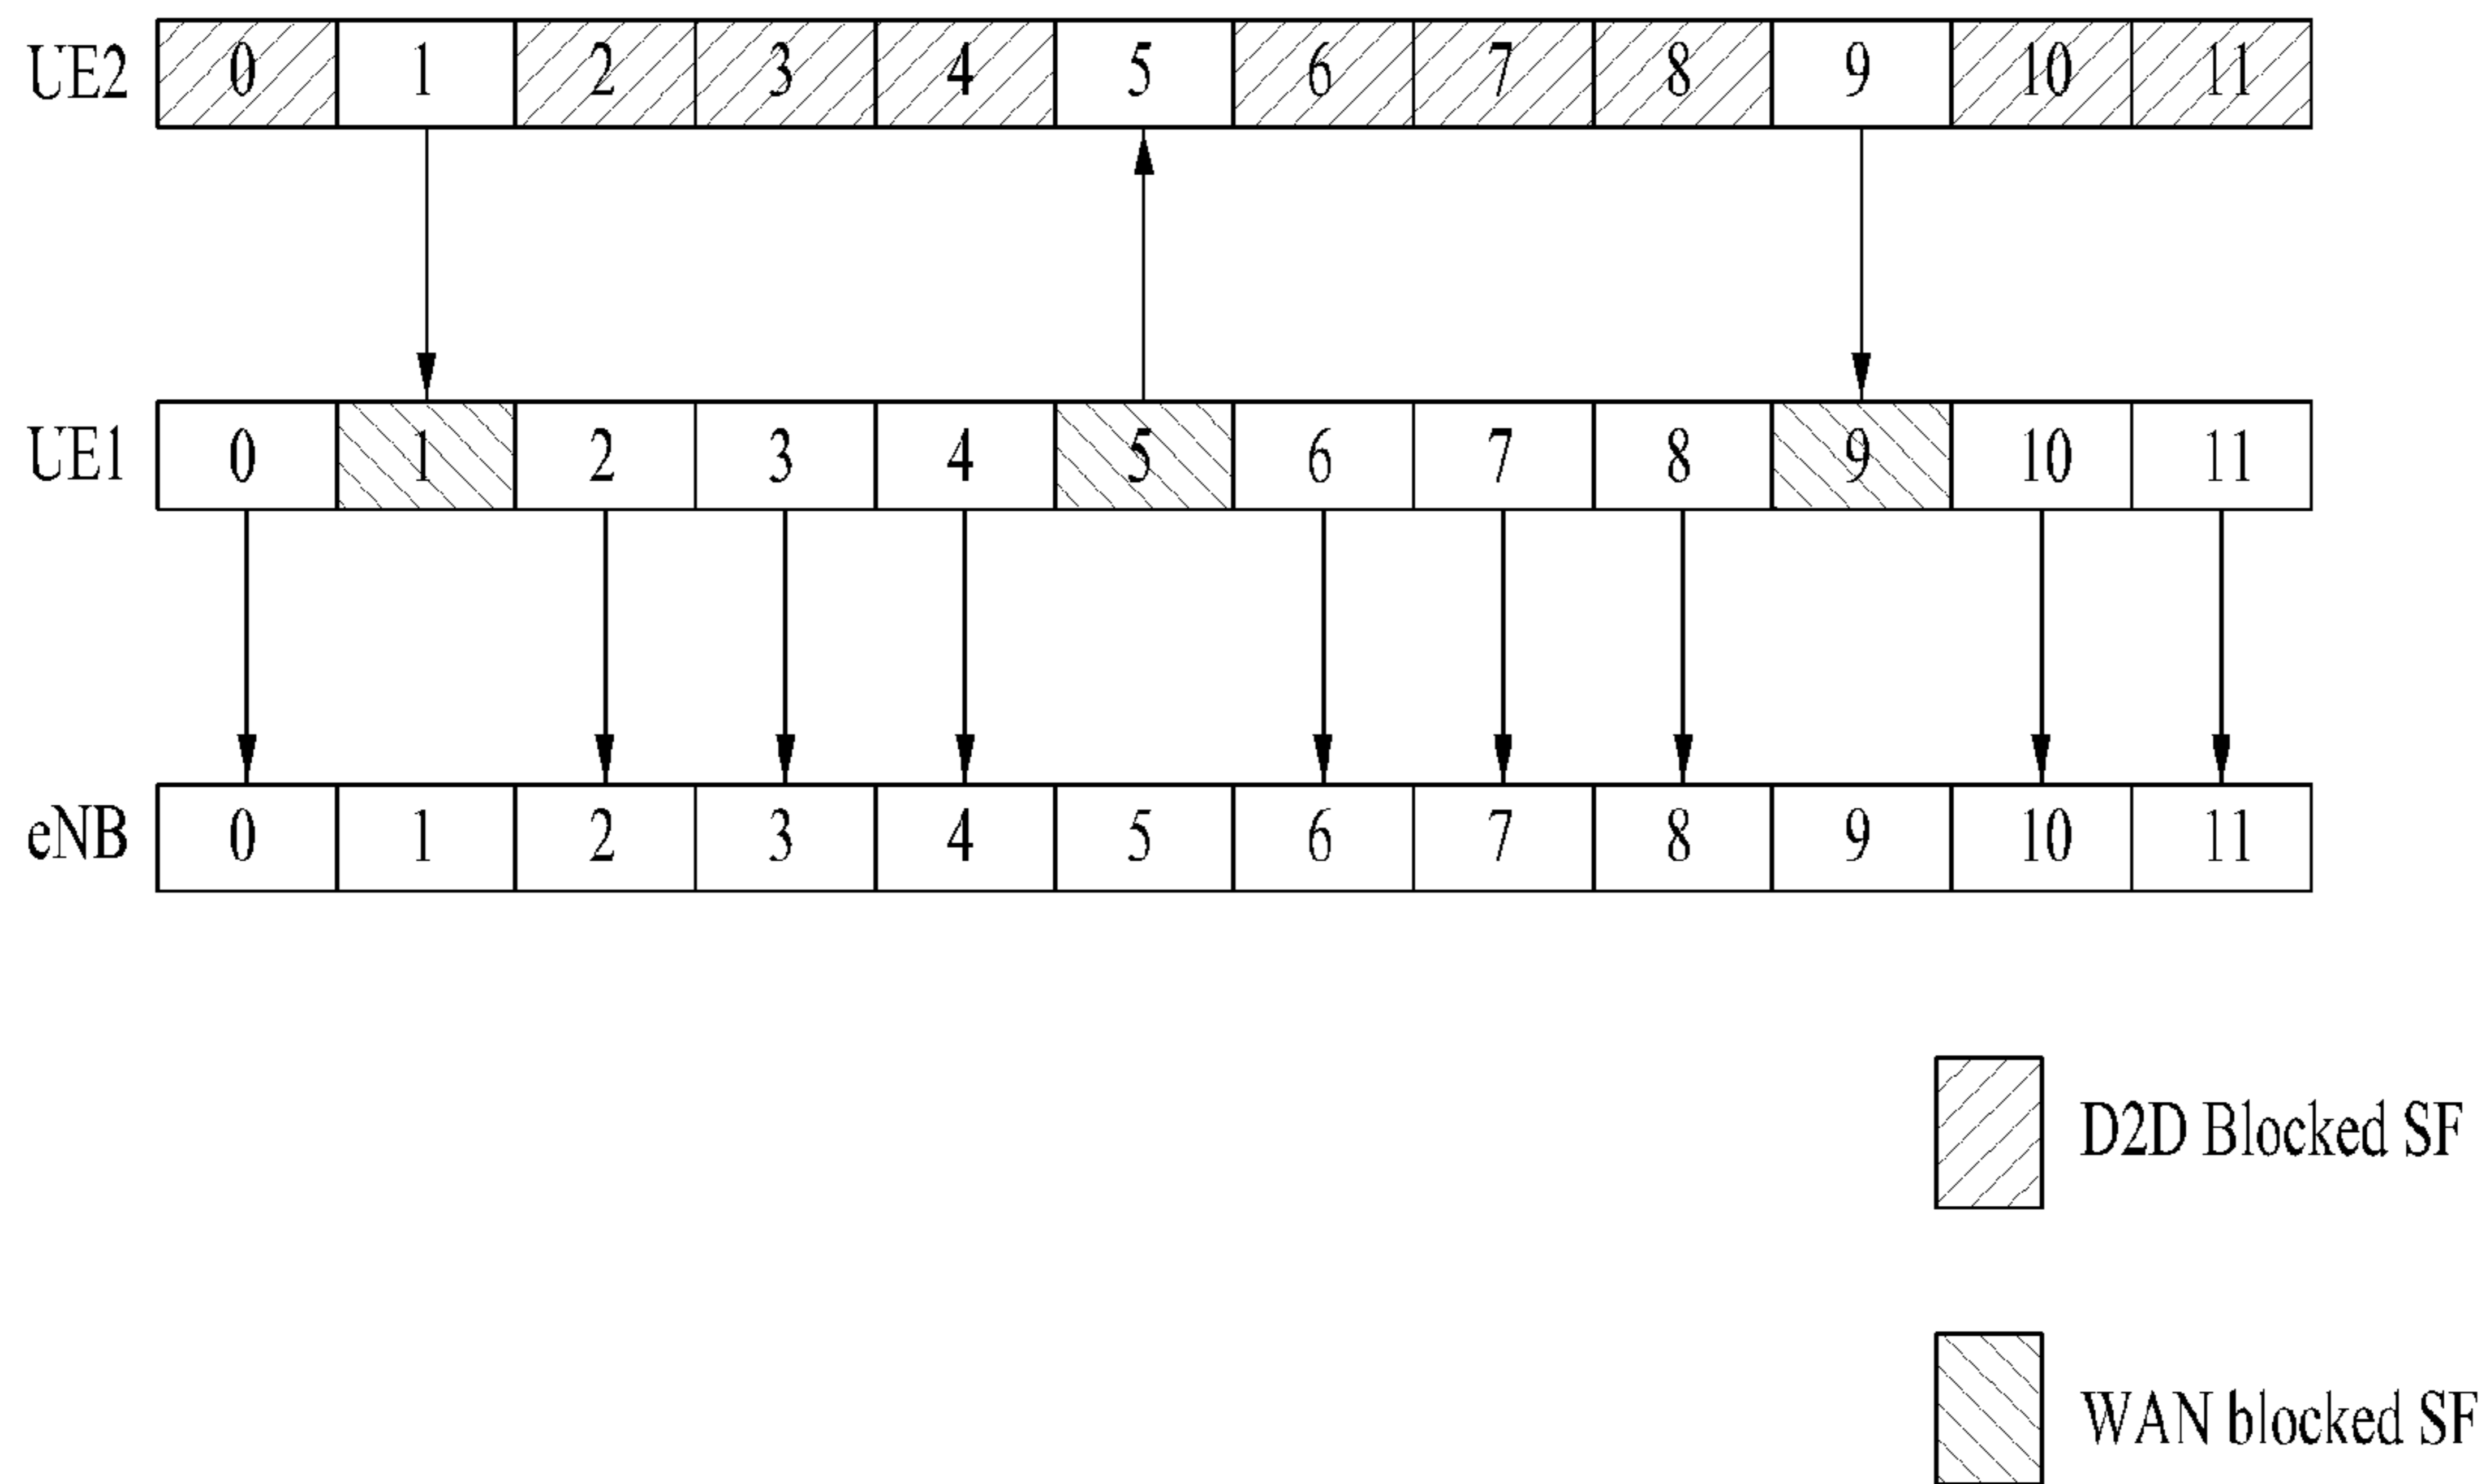 UE2 0 1 2 3 4 5 6 7 8 9 10 11
UE1 0 1 2 3 4 5 6 7 8 9 10 11
eNB 0 1 2 3 4 5 6 7 8 9 10 11
D2D Blocked SF
WAN blocked SF